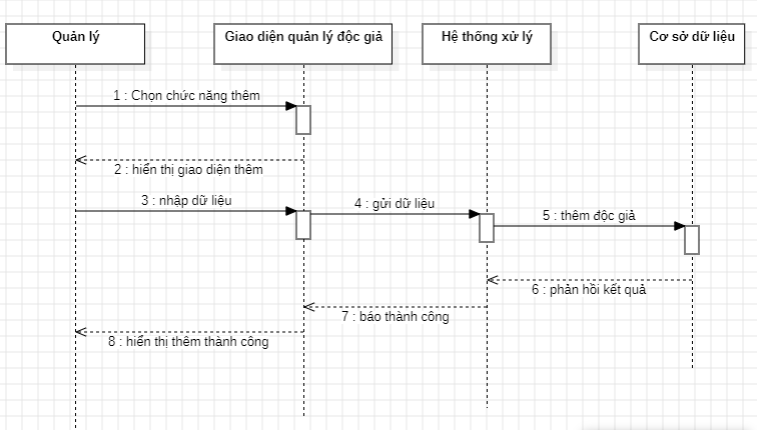 Quản lý
Giao diện quản lý độc giả
Hệ thống xử lý
Cơ sở dữ liệu
1 : Chọn chức năng thêm
2 : hiển thị giao diện thêm
3 : nhập dữ liệu
4 : gửi dữ liệu
5 : thêm độc giả
6 : phản hồi kết quả
7 : báo thành công
8 : hiển thị thêm thành công